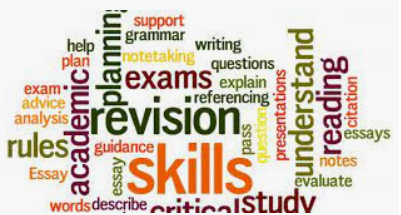 support
help
grammar
writing
plan
planning
notetaking
questions
understand
exam
academic
exams
explain
reading
advice
referencing
presentations
citation
analysis
revision
pass
question
essays
rules
guidance
notes
Essay
essay
skills
evaluate
words
describe
critical
study